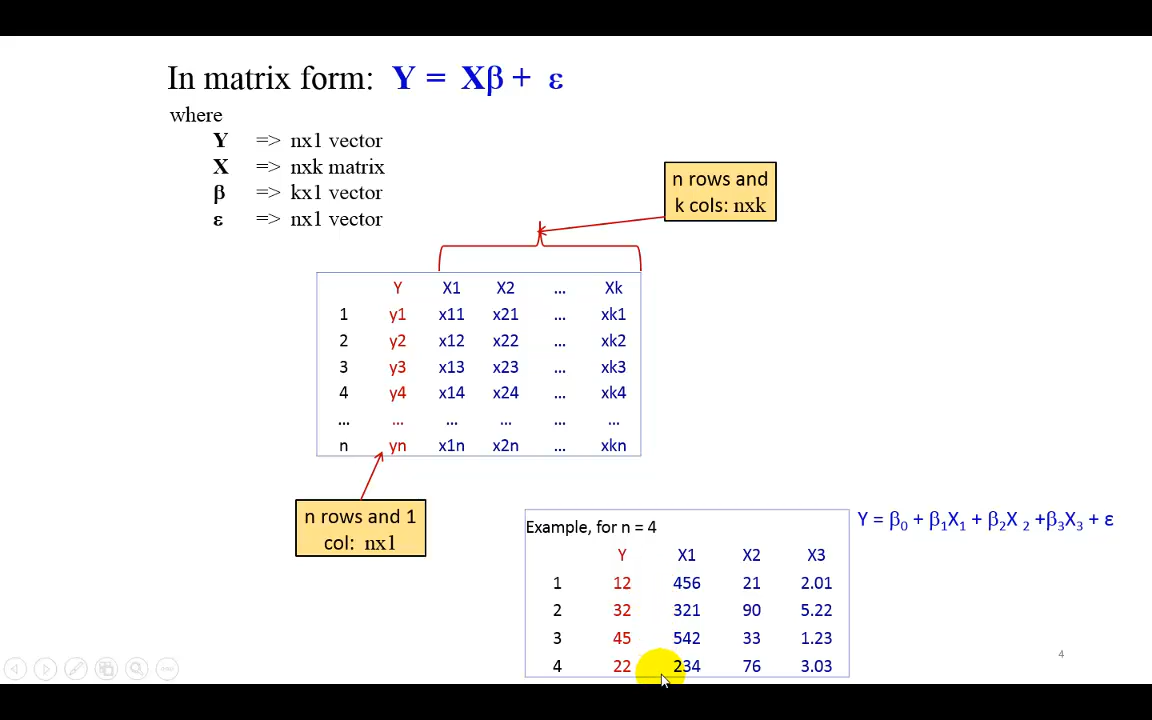 In matrix form: Y = Xβ + ε
where
Y => nx1 vector
X => nxk matrix
β => kx1 vector
ε => nx1 vector
n rows and
k cols: nxk
Y X1 X2 ... Xk
1 y1 x11 x21 ... xk1
2 y2 x12 x22 ... xk2
3 y3 x13 x23 ... xk3
4 y4 x14 x24 ... xk4
... ... ... ... ... ...
n yn x1n x2n ... xkn
n rows and 1
col: nx1
Example, for n = 4
Y X1 X2 X3
1 12 456 21 2.01
2 32 321 90 5.22
3 45 542 33 1.23
4 22 234 76 3.03
Y = β₀ + β₁X₁ + β₂X ₂ +β₃X₃ + ε
4